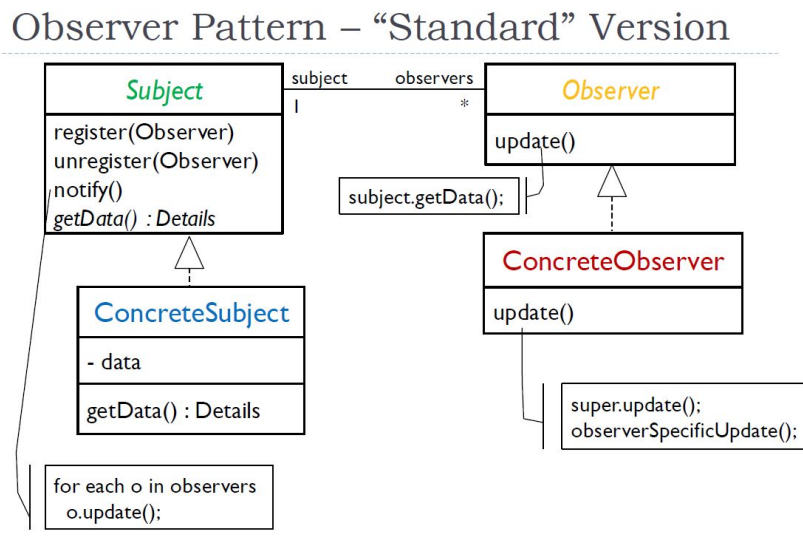 Observer Pattern – “Standard” Version
Subject
register(Observer)
unregister(Observer)
notify()
getData() : Details
subject
observers
1
*
Observer
update()
subject.getData();
ConcreteSubject
- data
getData() : Details
ConcreteObserver
update()
super.update();
observerSpecificUpdate();
for each o in observers
o.update();